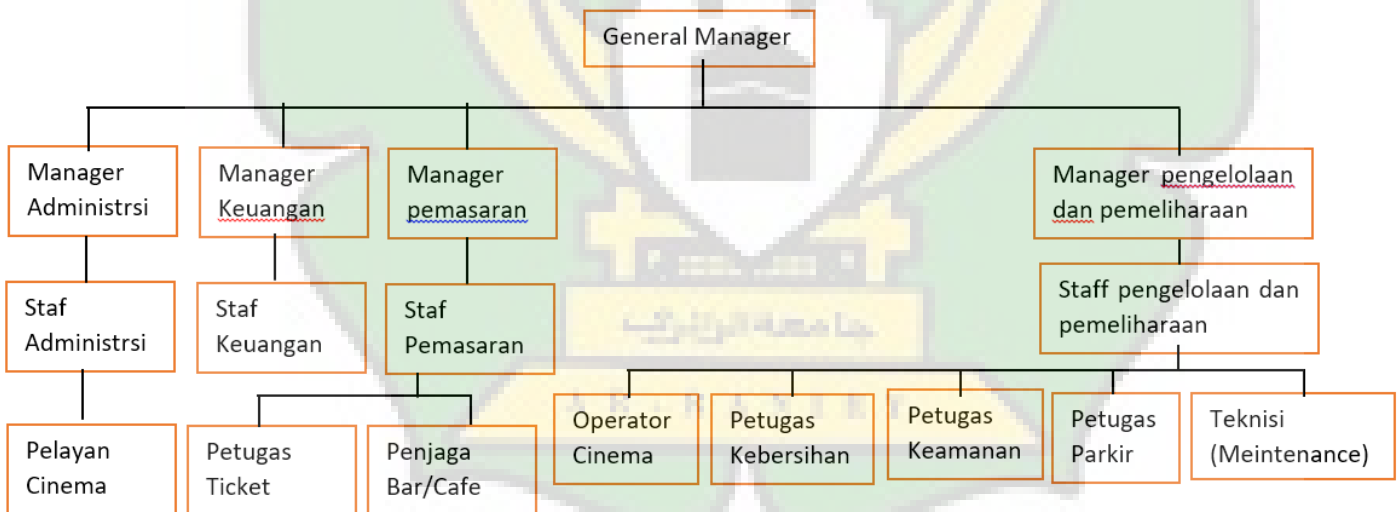 General Manager
Manager
Administrsi
Manager
Keuangan
Manager
pemasaran
Manager pengelolaan
dan pemeliharaan
Staf
Administrsi
Staf
Keuangan
Staf
Pemasaran
Staff pengelolaan dan
pemeliharaan
Pelayan
Cinema
Petugas
Ticket
Penjaga
Bar/Cafe
Operator
Cinema
Petugas
Kebersihan
Petugas
Keamanan
Petugas
Parkir
Teknisi
(Meintenance)
جامعة الرانيري